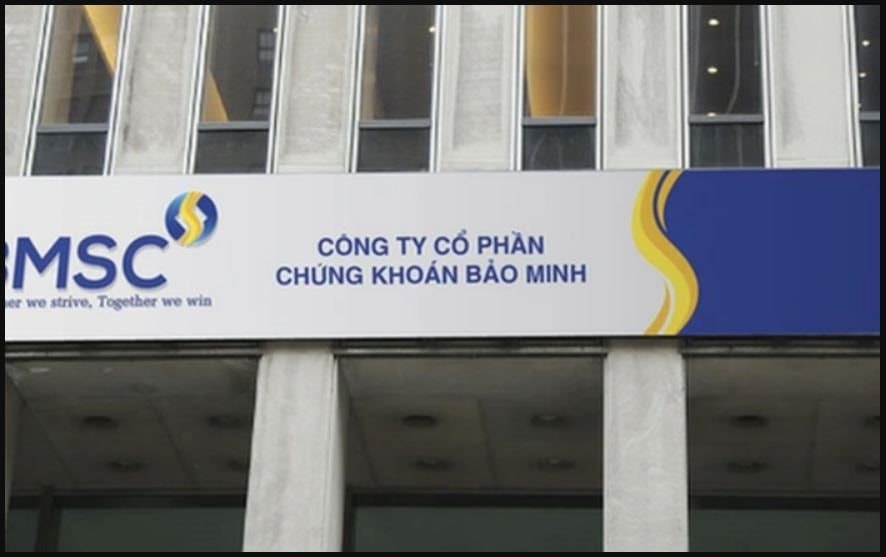 BMSC
we strive, Together we win
CÔNG TY CỔ PHẦN
CHỨNG KHOÁN BẢO MINH